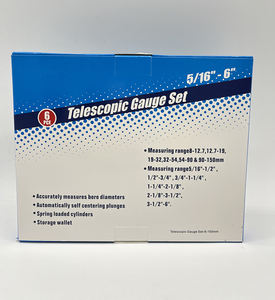 5/16" - 6"
6
PCE
Telescopic Gauge Set
• Measuring range8-12.7,12.7-19,
19-32,32-54,54-90 & 90-150mm
• Measuring range5/16"-1/2",
1/2"-3/4", 3/4"-1-1/4",
1-1/4"-2-1/8",
2-1/8"-3-1/2",
3-1/2"-6".
• Accurately measures bore diameters
• Automatically self centering plunges
• Spring loaded cylinders
• Storage wallet
Telescopic Gauge Set 8-150mm